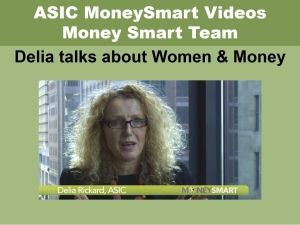 ASIC MoneySmart Videos
Money Smart Team
Delia talks about Women & Money
Delia Rickard, ASIC
MONEYSMART